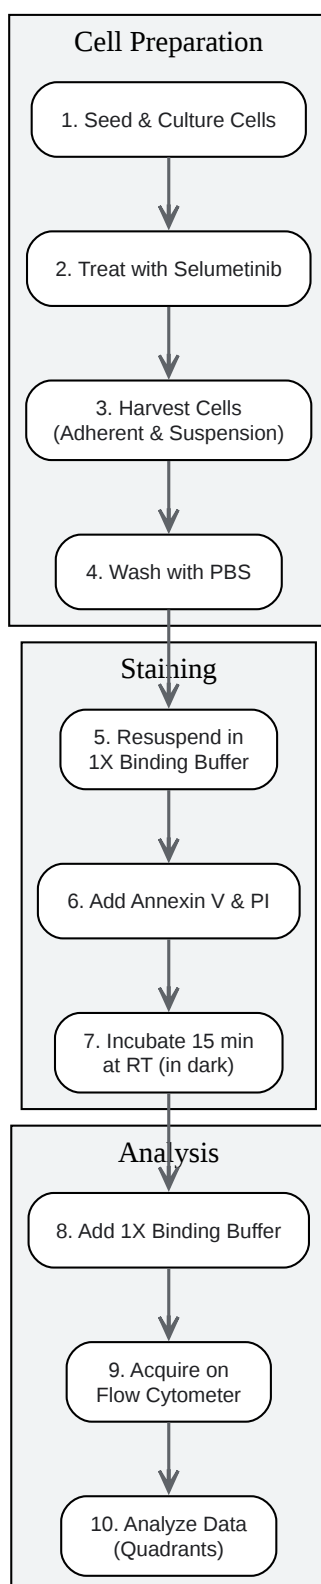 Cell Preparation
1. Seed & Culture Cells
2. Treat with Selumetinib
3. Harvest Cells
(Adherent & Suspension)
4. Wash with PBS
Staining
5. Resuspend in
1X Binding Buffer
6. Add Annexin V & PI
7. Incubate 15 min
at RT (in dark)
Analysis
8. Add 1X Binding Buffer
9. Acquire on
Flow Cytometer
10. Analyze Data
(Quadrants)